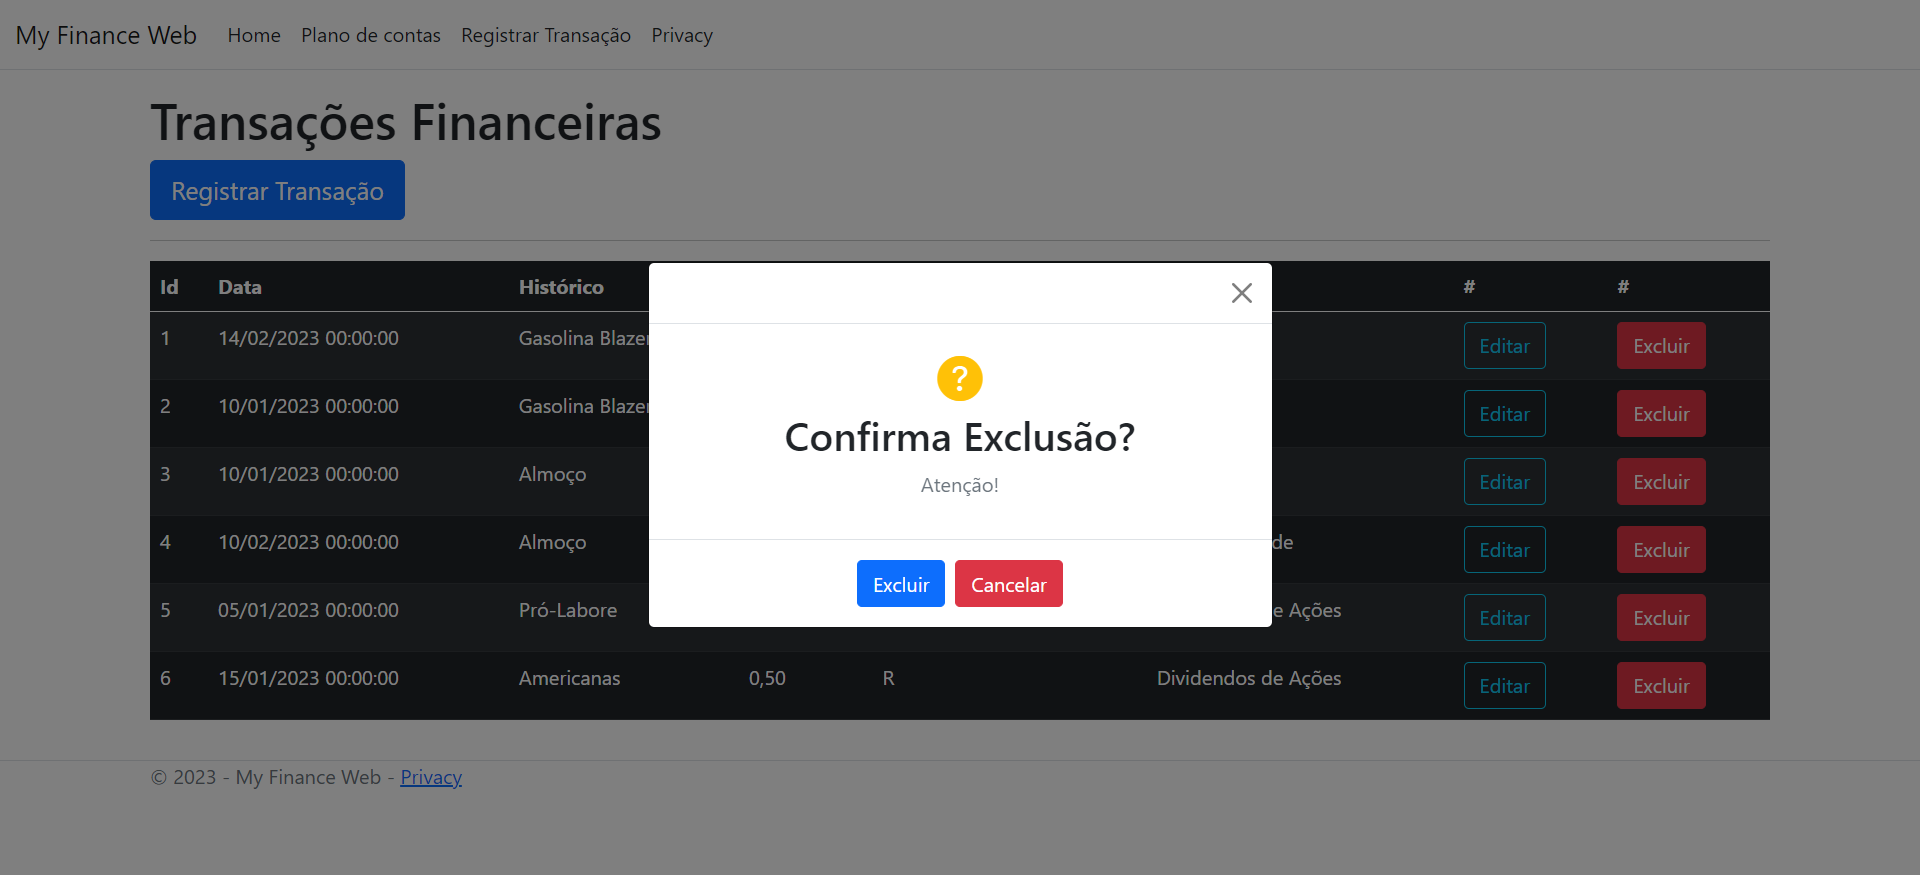 My Finance Web Home Plano de contas Registrar Transação Privacy
Transações Financeiras
Registrar Transação
Id Data Histórico # #
1 14/02/2023 00:00:00 Gasolina Blazer Editar Excluir
2 10/01/2023 00:00:00 Gasolina Blazer Editar Excluir
3 10/01/2023 00:00:00 Almoço Editar Excluir
4 10/02/2023 00:00:00 Almoço de Editar Excluir
5 05/01/2023 00:00:00 Pró-Labore e Ações Editar Excluir
6 15/01/2023 00:00:00 Americanas 0,50 R Dividendos de Ações Editar Excluir
?
Confirma Exclusão?
Atenção!
Excluir Cancelar
© 2023 - My Finance Web - Privacy